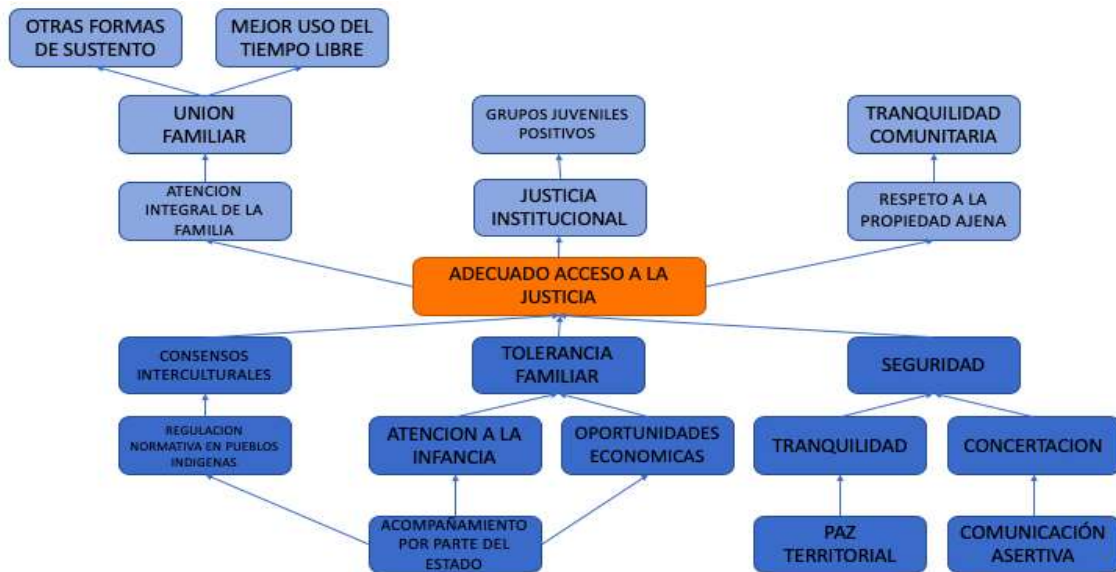 OTRAS FORMAS
DE SUSTENTO
MEJOR USO DEL
TIEMPO LIBRE
UNION
FAMILIAR
GRUPOS JUVENILES
POSITIVOS
TRANQUILIDAD
COMUNITARIA
ATENCION
INTEGRAL DE LA
FAMILIA
JUSTICIA
INSTITUCIONAL
RESPETO A LA
PROPIEDAD AJENA
ADECUADO ACCESO A LA
JUSTICIA
CONSENSOS
INTERCULTURALES
TOLERANCIA
FAMILIAR
SEGURIDAD
REGULACION
NORMATIVA EN PUEBLOS
INDIGENAS
ATENCION A LA
INFANCIA
OPORTUNIDADES
ECONOMICAS
TRANQUILIDAD
CONCERTACION
ACOMPAÑAMIENTO
POR PARTE DEL
ESTADO
PAZ
TERRITORIAL
COMUNICACIÓN
ASERTIVA